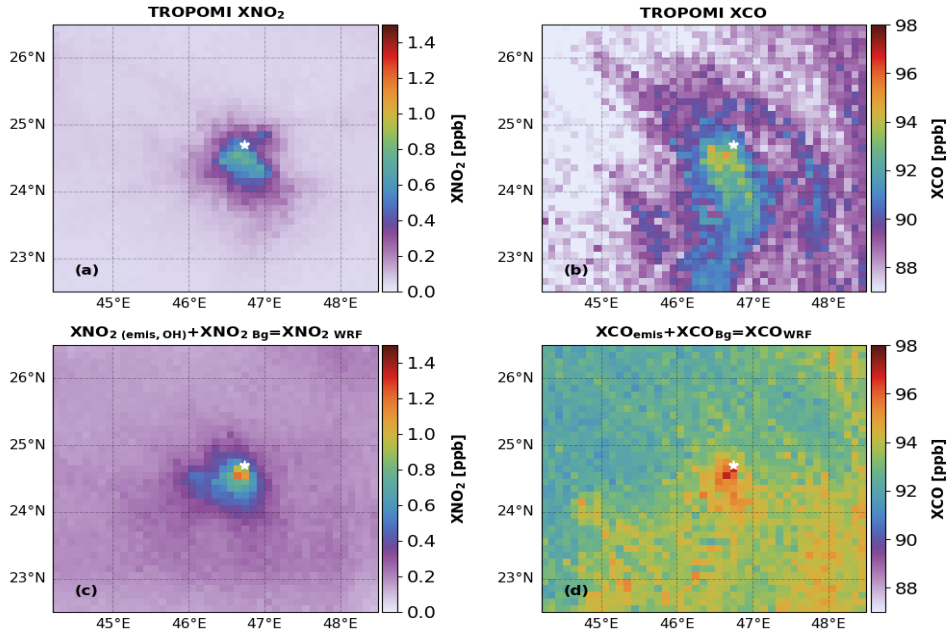 TROPOMI XNO₂
TROPOMI XCO
26°N
25°N
24°N
23°N
(a)
45°E 46°E 47°E 48°E
1.4
1.2
1.0
0.8
0.6
0.4
0.2
0.0
XNO₂ [ppb]
26°N
25°N
24°N
23°N
(b)
45°E 46°E 47°E 48°E
98
96
94
92
90
88
XCO [ppb]
XNO₂ (emis, OH)+XNO₂ Bg=XNO₂ WRF
XCOemis+XCOBg=XCOWRF
26°N
25°N
24°N
23°N
(c)
45°E 46°E 47°E 48°E
1.4
1.2
1.0
0.8
0.6
0.4
0.2
0.0
XNO₂ [ppb]
26°N
25°N
24°N
23°N
(d)
45°E 46°E 47°E 48°E
98
96
94
92
90
88
XCO [ppb]